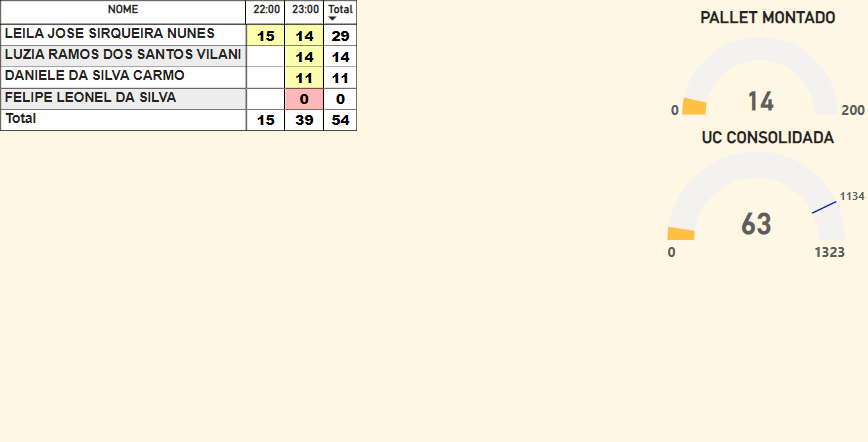 NOME 22:00 23:00 Total
LEILA JOSE SIRQUEIRA NUNES 15 14 29
LUZIA RAMOS DOS SANTOS VILANI 14 14
DANIELE DA SILVA CARMO 11 11
FELIPE LEONEL DA SILVA 0 0
Total 15 39 54
PALLET MONTADO
14
0 200
UC CONSOLIDADA
1134
63
0 1323